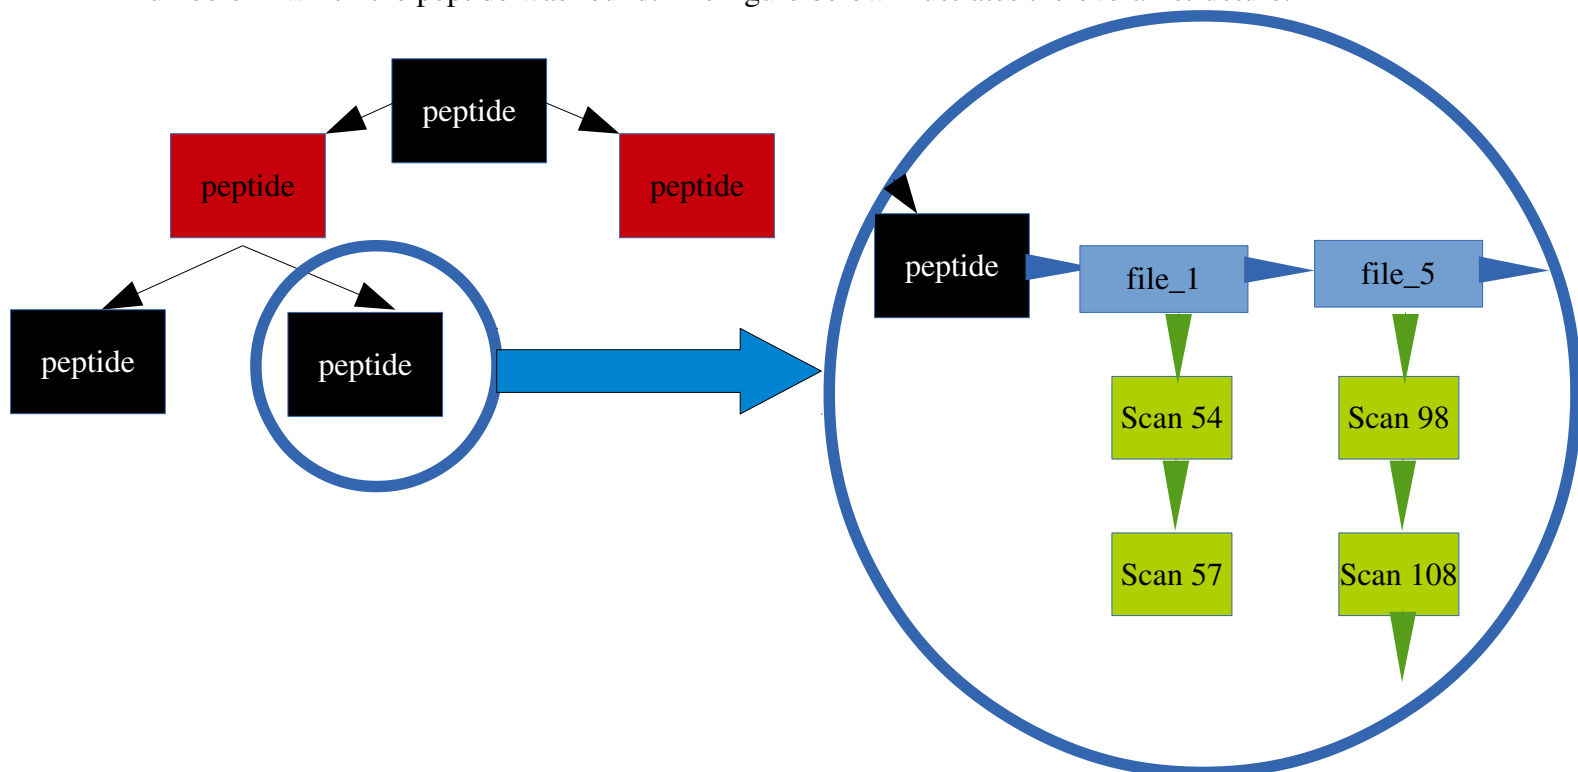 peptide
peptide
peptide
peptide
peptide
peptide
file_1
file_5
Scan 54
Scan 98
Scan 57
Scan 108